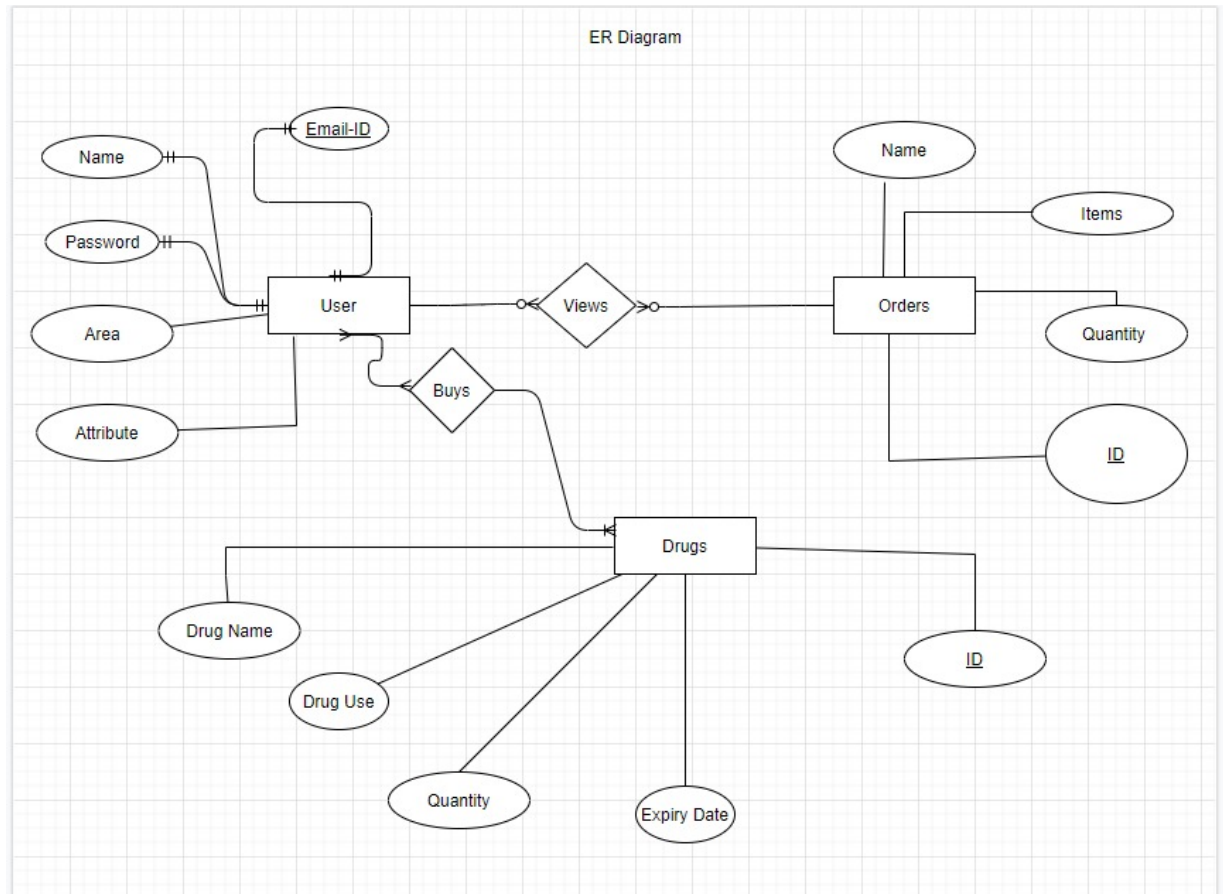 ER Diagram
Email-ID
Name
Name
Items
Password
User
Views
Orders
Area
Quantity
Buys
Attribute
ID
Drugs
Drug Name
ID
Drug Use
Quantity
Expiry Date